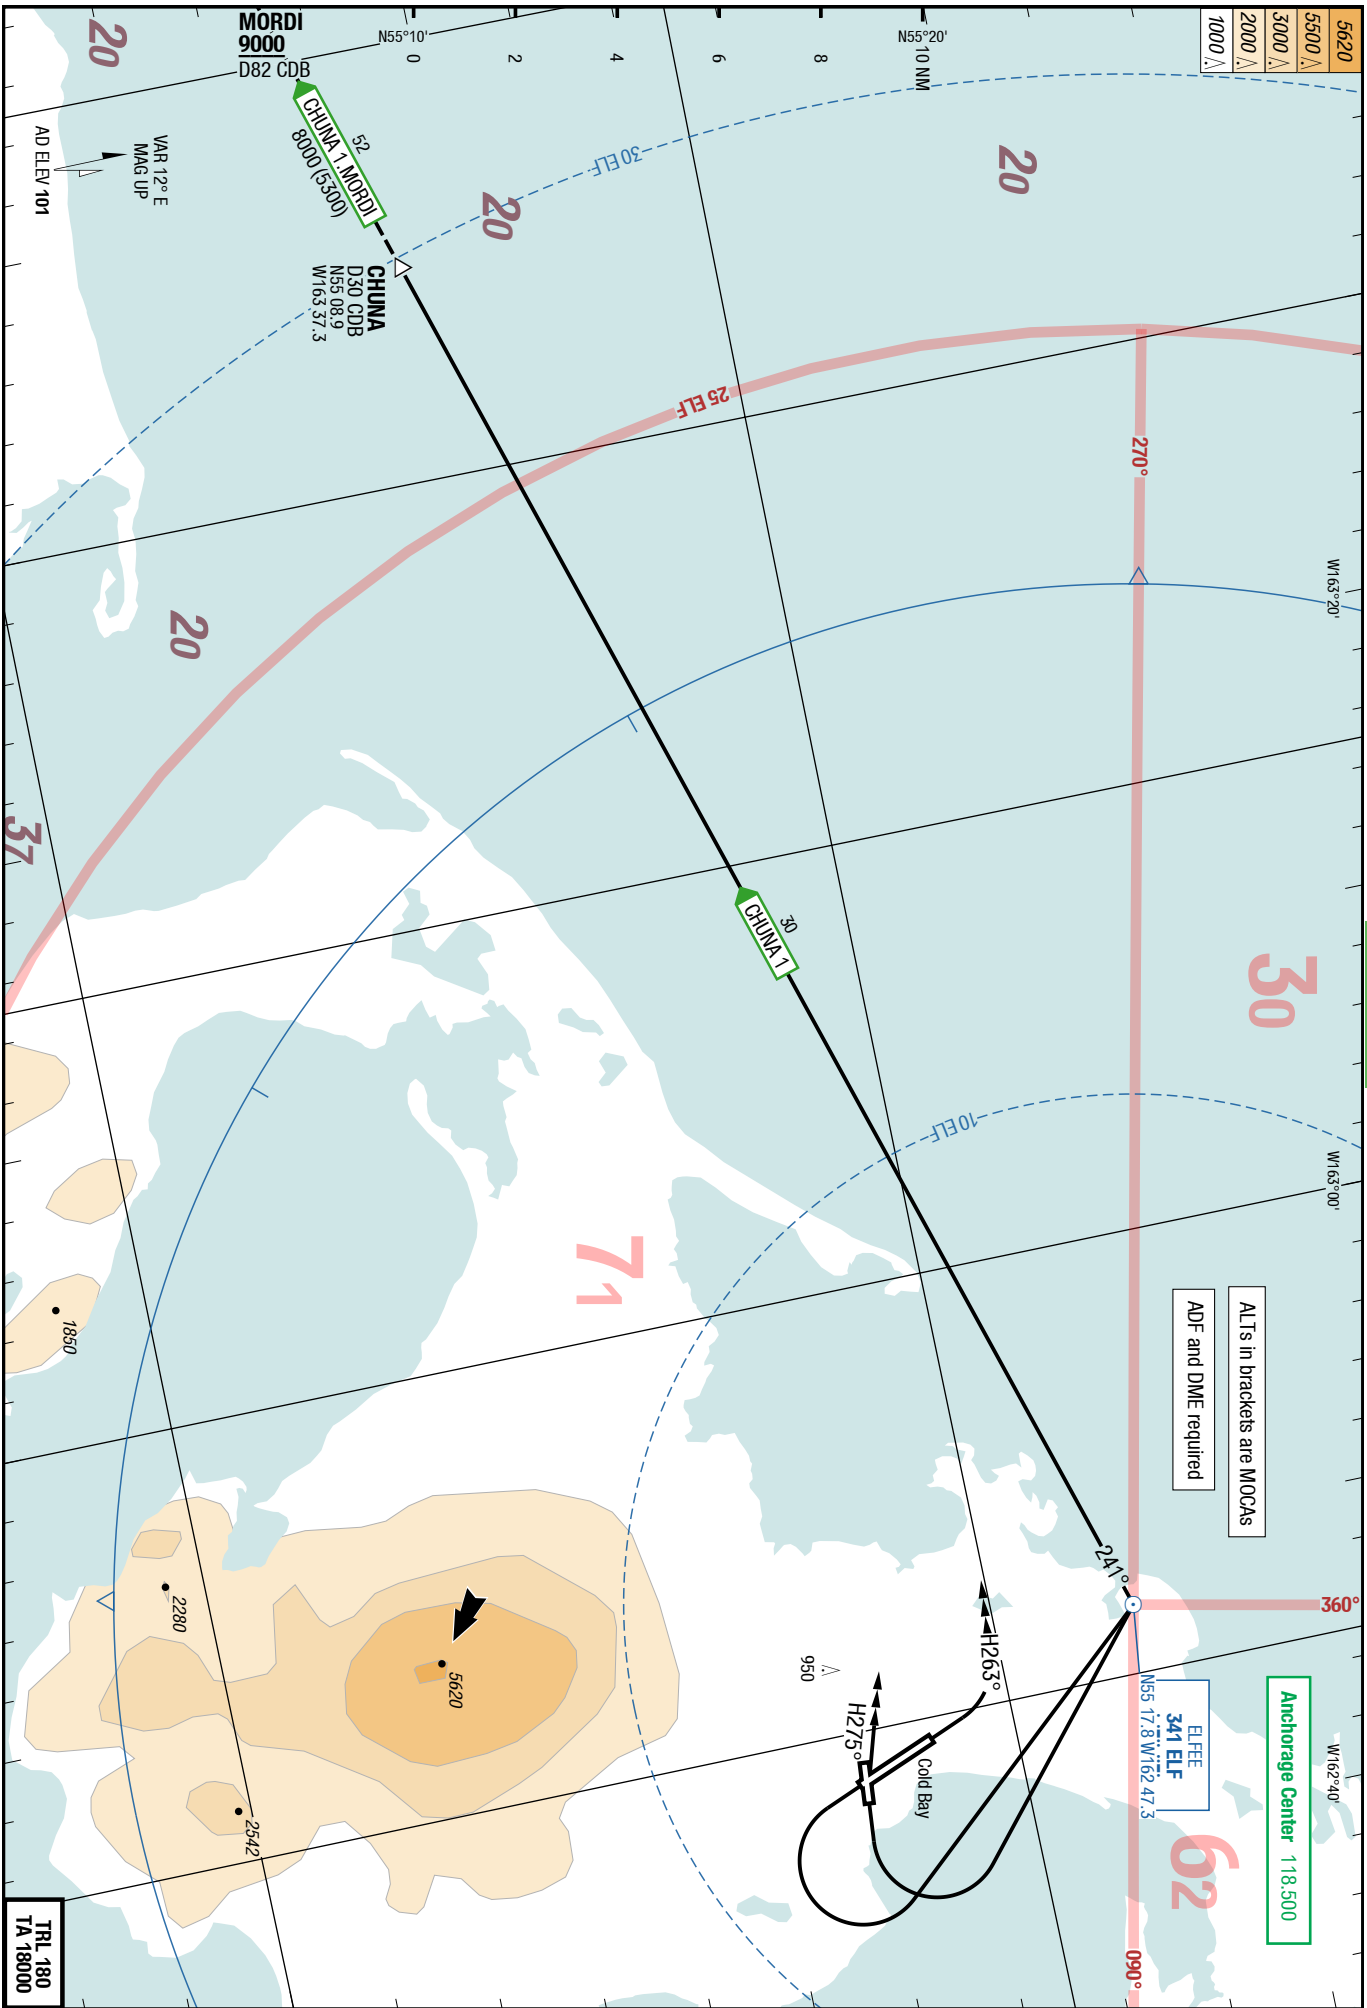 5620
5500
3000
2000
1000
Anchorage Center 118.500
ALTs in brackets are MOCAs
ADF and DME required
ELFEE
341 ELF
N55 17.8 W162 47.3
W163°20'
W163°00'
W162°40'
N55°20'
N55°10'
10 NM
8
6
4
2
0
MORDI
9000
D82 CDB
52
CHUNA 1.MORDI
8000 (5300)
CHUNA
D30 CDB
N55 08.9
W163 37.3
30
CHUNA 1
241°
270°
360°
090°
30 ELF
25 ELF
10 ELF
H263°
H275°
Cold Bay
950
5620
2280
2542
1850
20
20
20
20
37
30
71
62
VAR 12° E
MAG UP
AD ELEV 101
TRL 180
TA 18000